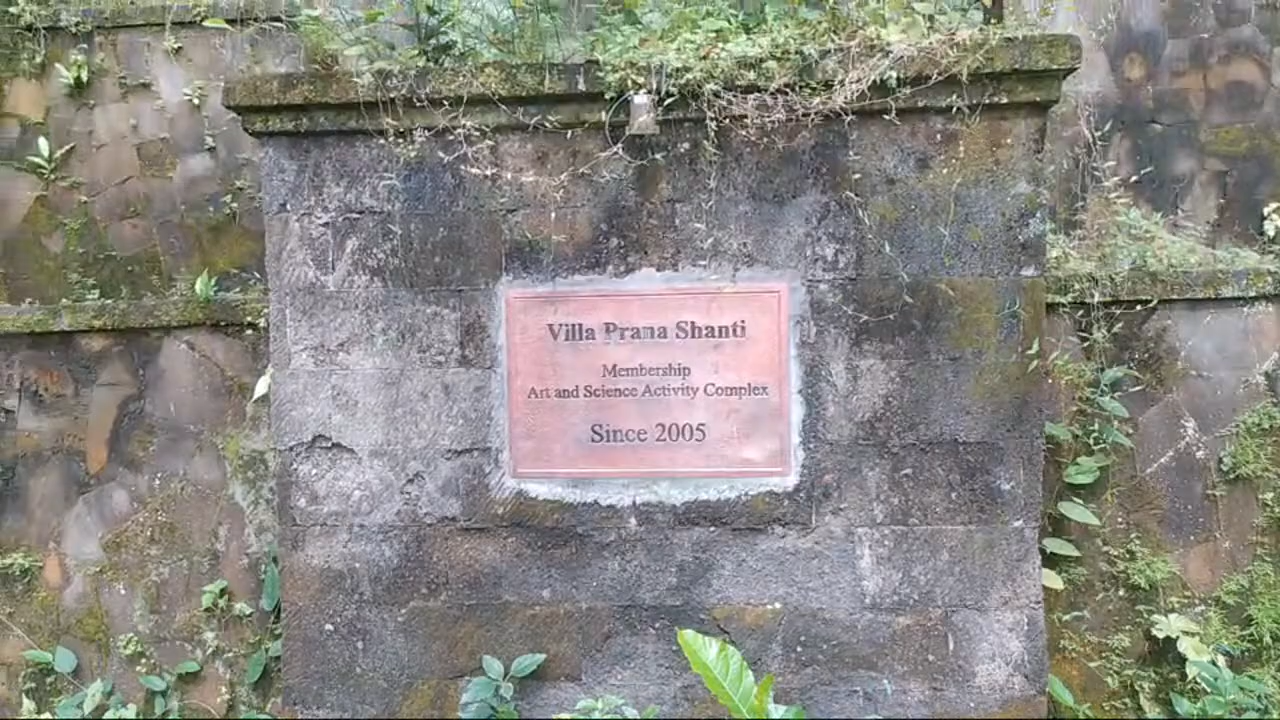 Villa Prana Shanti
Membership
Art and Science Activity Complex
Since 2005